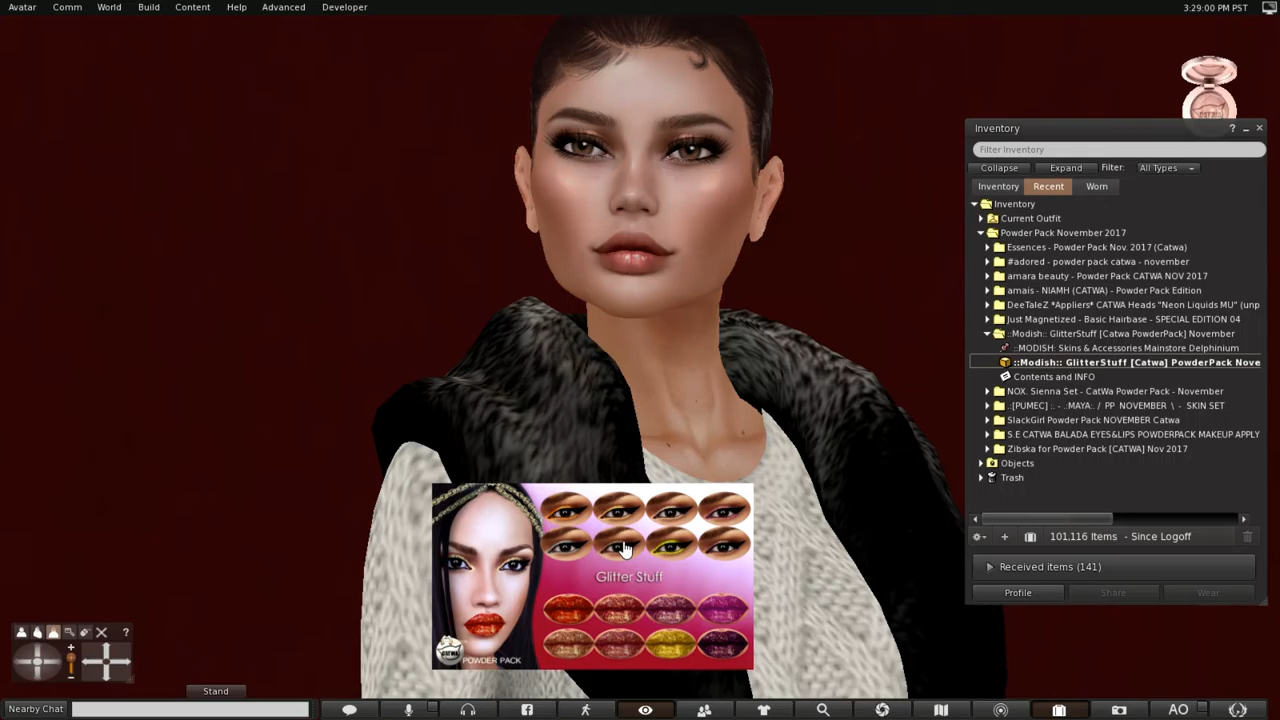 Avatar Comm World Build Content Help Advanced Developer
3:29:00 PM PST
Inventory ? _ ×
Filter Inventory
Collapse Expand Filter: All Types
Inventory Recent Worn
Inventory
Current Outfit
Powder Pack November 2017
Essences - Powder Pack Nov. 2017 (Catwa)
#adored - powder pack catwa - november
amara beauty - Powder Pack CATWA NOV 2017
amais - NIAMH (CATWA) - Powder Pack Edition
DeeTaleZ *Appliers* CATWA Heads "Neon Liquids MU" (unp
Just Magnetized - Basic Hairbase - SPECIAL EDITION 04
::Modish:: GlitterStuff [Catwa PowderPack] November
::MODISH: Skins & Accessories Mainstore Delphinium
::Modish:: GlitterStuff [Catwa] PowderPack Nove
Contents and INFO
NOX. Sienna Set - CatWa Powder Pack - November
.:[PUMEC] :. - .:MAYA:. / PP NOVEMBER \ - SKIN SET
SlackGirl Powder Pack NOVEMBER Catwa
S.E CATWA BALADA EYES&LIPS POWDERPACK MAKEUP APPLY
Zibska for Powder Pack [CATWA] Nov 2017
Objects
Trash
101,116 Items - Since Logoff
Received items (141)
Profile Share Wear
Glitter Stuff
CATWA
POWDER PACK
?
Stand
Nearby Chat
AO